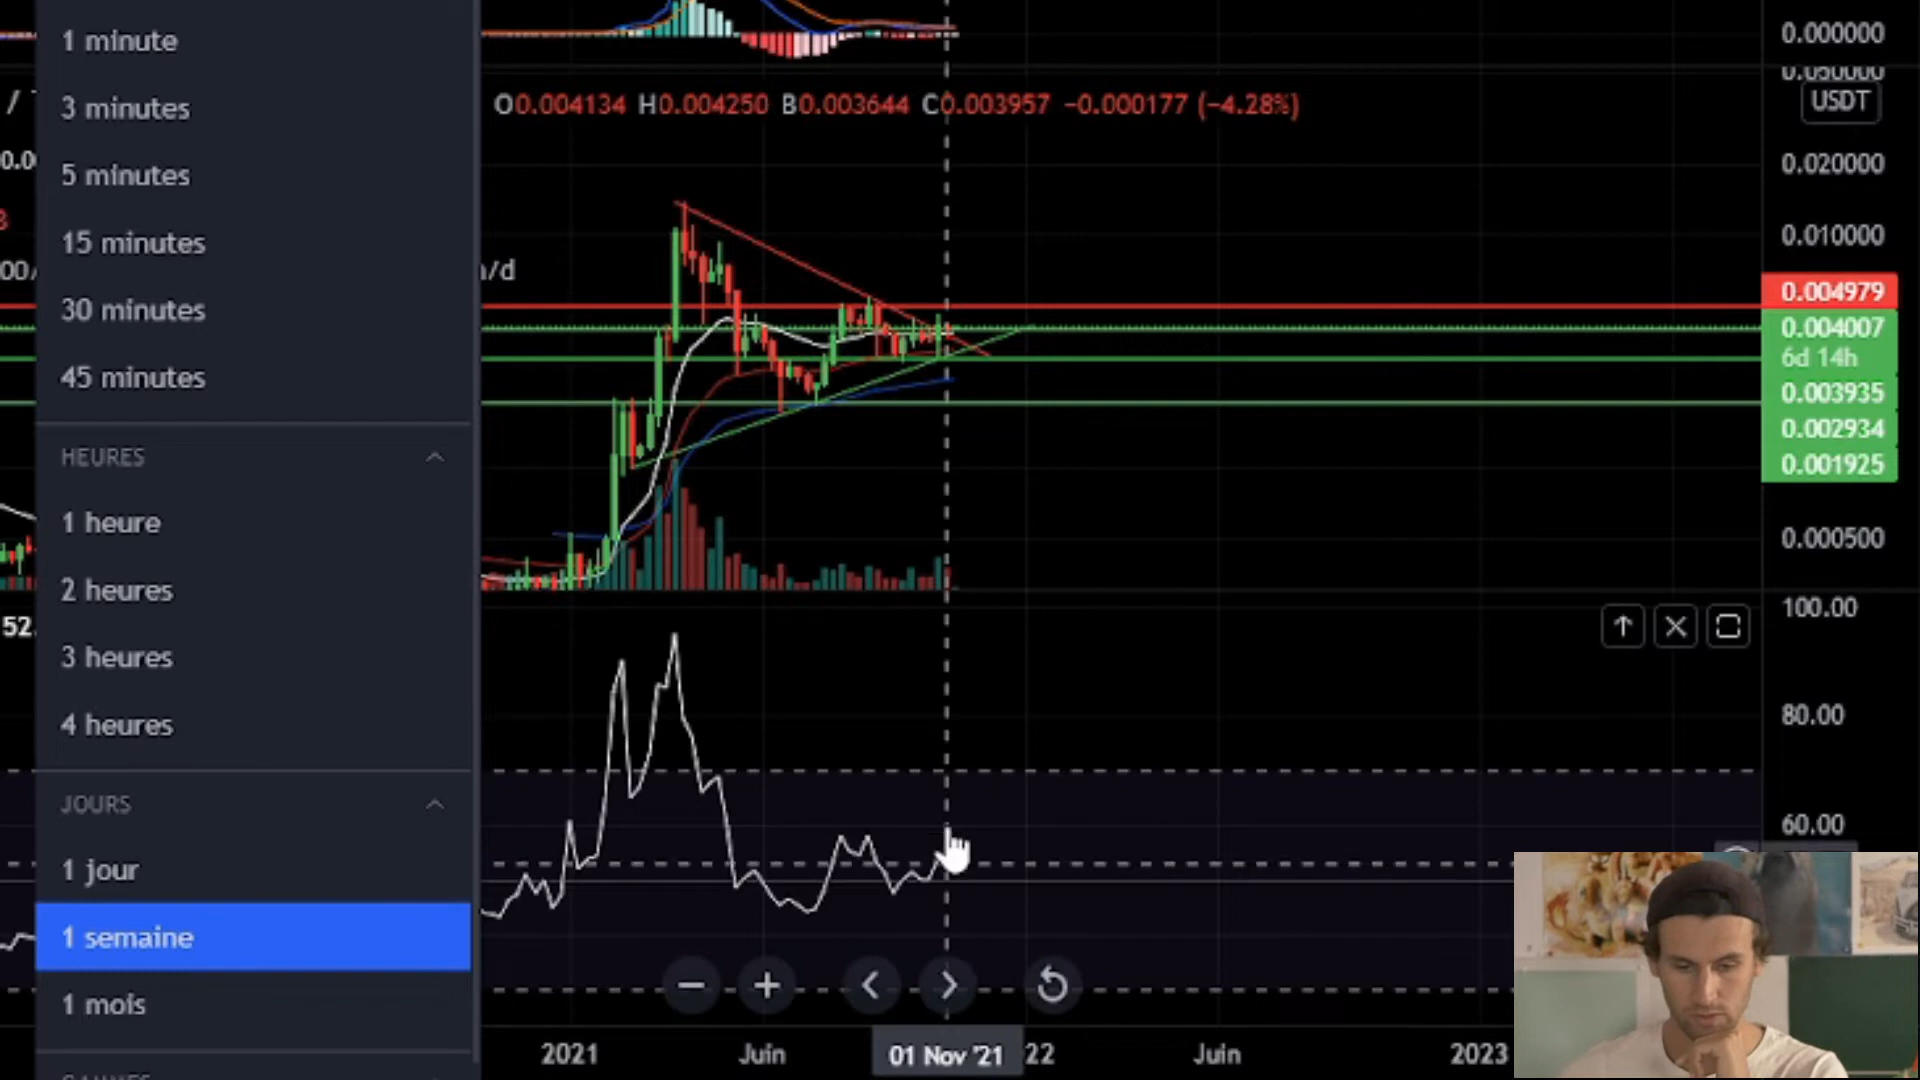 1 minute
3 minutes
5 minutes
15 minutes
30 minutes
45 minutes
HEURES
1 heure
2 heures
3 heures
4 heures
JOURS
1 jour
1 semaine
1 mois
/
0.0
00/
52.
O0.004134 H0.004250 B0.003644 C0.003957 −0.000177 (−4.28%)
/d
0.000000
0.050000
USDT
0.020000
0.010000
0.004979
0.004007
6d 14h
0.003935
0.002934
0.001925
0.000500
100.00
80.00
60.00
2021 Juin 01 Nov '21 22 Juin 2023